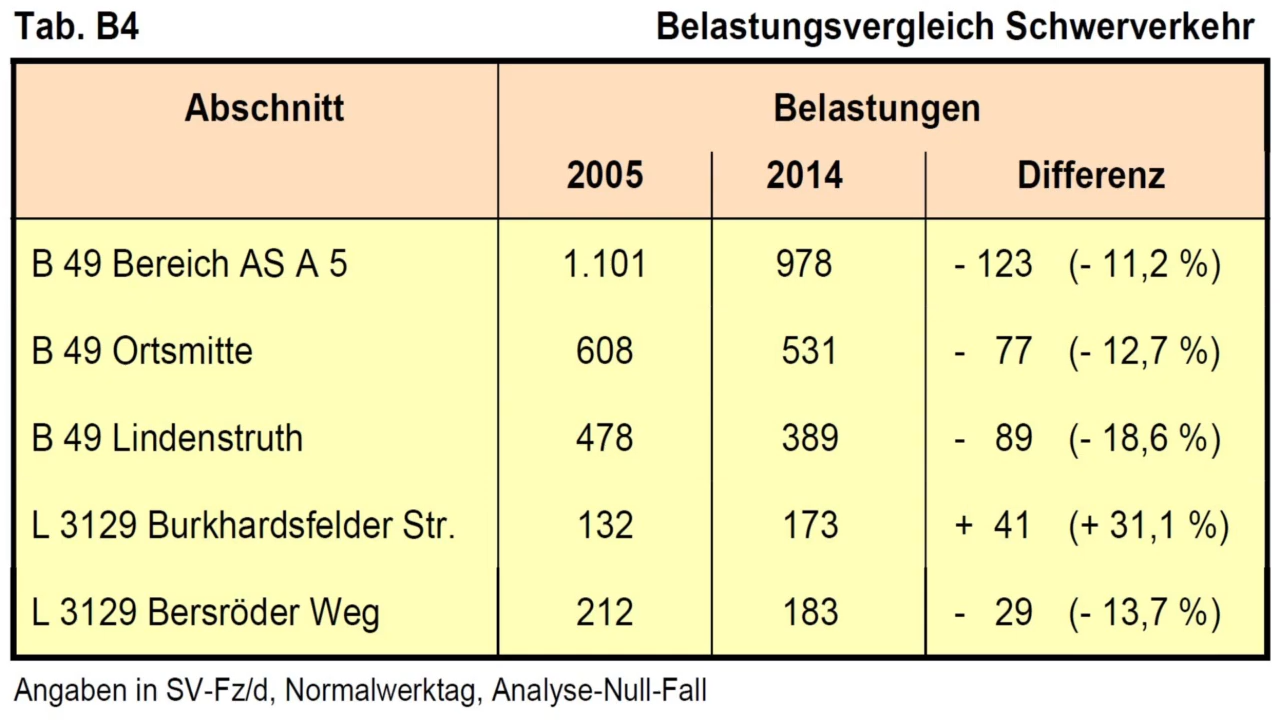 Tab. B4 Belastungsvergleich Schwerverkehr
Abschnitt Belastungen
2005 2014 Differenz
B 49 Bereich AS A 5 1.101 978 - 123 (- 11,2 %)
B 49 Ortsmitte 608 531 - 77 (- 12,7 %)
B 49 Lindenstruth 478 389 - 89 (- 18,6 %)
L 3129 Burkhardsfelder Str. 132 173 + 41 (+ 31,1 %)
L 3129 Bersröder Weg 212 183 - 29 (- 13,7 %)
Angaben in SV-Fz/d, Normalwerktag, Analyse-Null-Fall